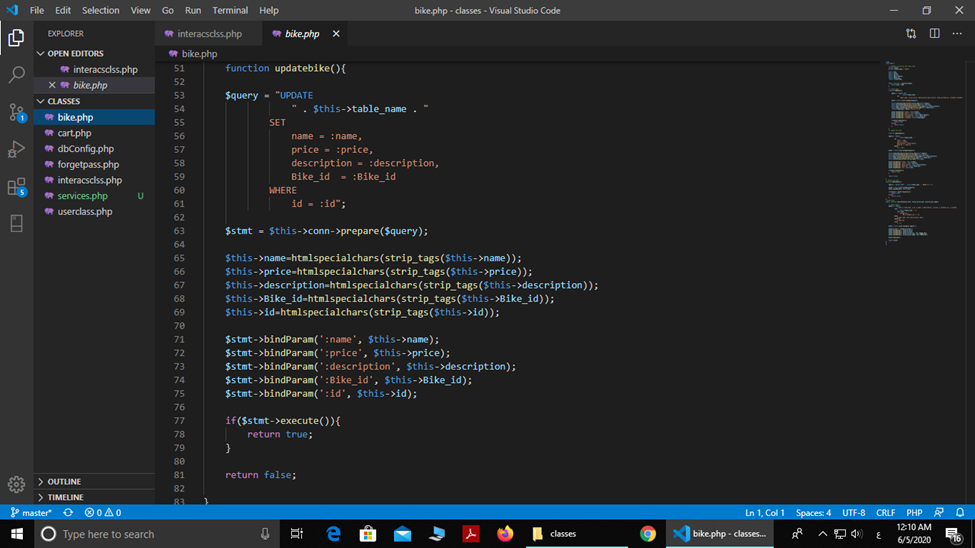 File Edit Selection View Go Run Terminal Help
bike.php - classes - Visual Studio Code
EXPLORER
OPEN EDITORS
interacsclss.php
bike.php
CLASSES
bike.php
cart.php
dbConfig.php
forgetpass.php
interacsclss.php
services.php U
userclass.php
OUTLINE
TIMELINE
1
5
interacsclss.php
bike.php
bike.php
51 function updatebike(){
52
53 $query = "UPDATE
54 " . $this->table_name . "
55 SET
56 name = :name,
57 price = :price,
58 description = :description,
59 Bike_id  = :Bike_id
60 WHERE
61 id = :id";
62
63 $stmt = $this->conn->prepare($query);
64
65 $this->name=htmlspecialchars(strip_tags($this->name));
66 $this->price=htmlspecialchars(strip_tags($this->price));
67 $this->description=htmlspecialchars(strip_tags($this->description));
68 $this->Bike_id=htmlspecialchars(strip_tags($this->Bike_id));
69 $this->id=htmlspecialchars(strip_tags($this->id));
70
71 $stmt->bindParam(':name', $this->name);
72 $stmt->bindParam(':price', $this->price);
73 $stmt->bindParam(':description', $this->description);
74 $stmt->bindParam(':Bike_id', $this->Bike_id);
75 $stmt->bindParam(':id', $this->id);
76
77 if($stmt->execute()){
78 return true;
79 }
80
81 return false;
82
83 }
master* 0 0
Ln 1, Col 1 Spaces: 4 UTF-8 CRLF PHP
Type here to search
classes
bike.php - classes...
ع
12:10 AM
6/5/2020
16